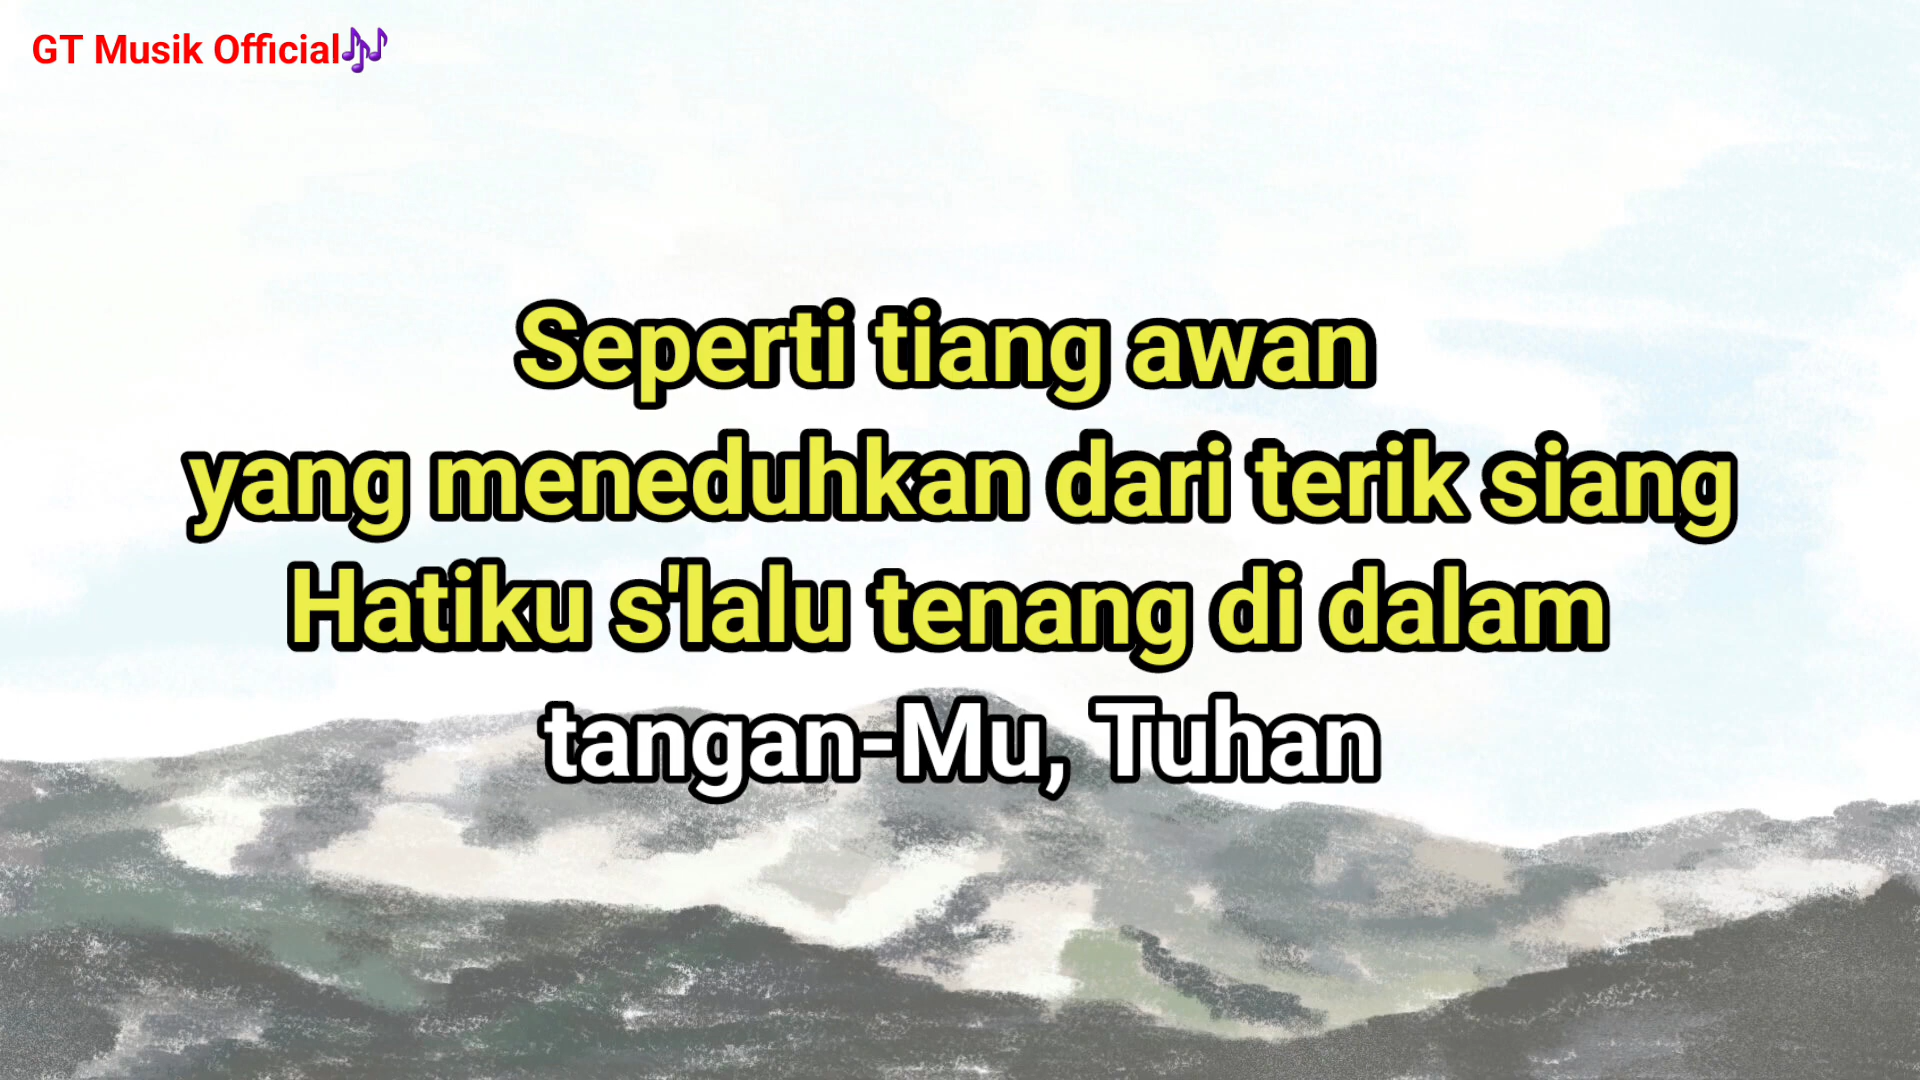 GT Musik Official🎶
Seperti tiang awan
yang meneduhkan dari terik siang
Hatiku s'lalu tenang di dalam
tangan-Mu, Tuhan